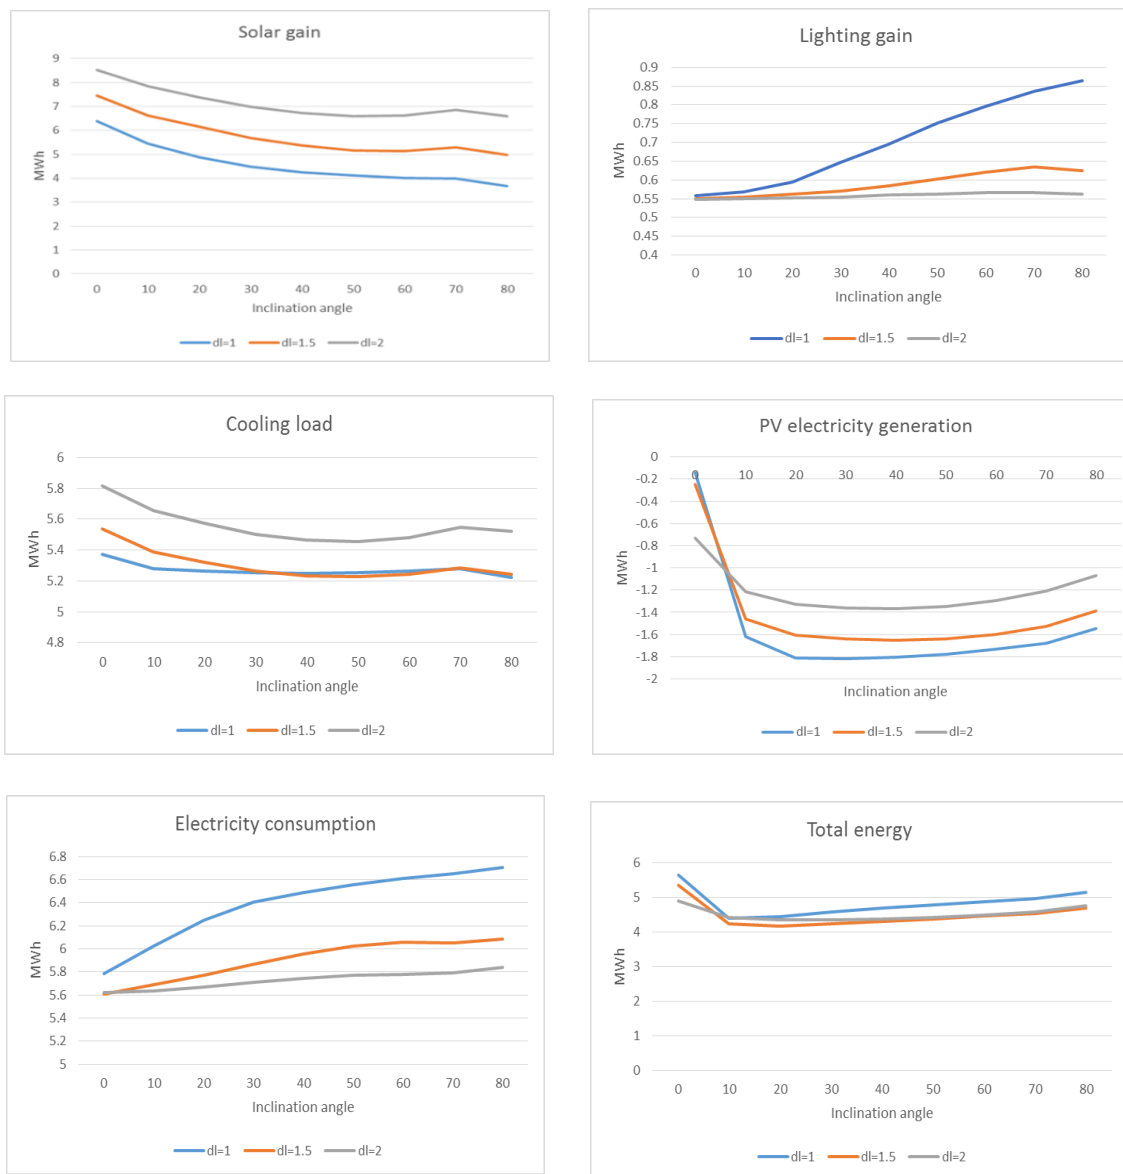 Solar gain
9
8
7
6
5
4
3
2
1
0
MWh
0 10 20 30 40 50 60 70 80
Inclination angle
dl=1 dl=1.5 dl=2
Lighting gain
0.9
0.85
0.8
0.75
0.7
0.65
0.6
0.55
0.5
0.45
0.4
MWh
0 10 20 30 40 50 60 70 80
Inclination angle
dl=1 dl=1.5 dl=2
Cooling load
6
5.8
5.6
5.4
5.2
5
4.8
MWh
0 10 20 30 40 50 60 70 80
Inclination angle
dl=1 dl=1.5 dl=2
PV electricity generation
0
-0.2
-0.4
-0.6
-0.8
-1
-1.2
-1.4
-1.6
-1.8
-2
MWh
0 10 20 30 40 50 60 70 80
Inclination angle
dl=1 dl=1.5 dl=2
Electricity consumption
6.8
6.6
6.4
6.2
6
5.8
5.6
5.4
5.2
5
MWh
0 10 20 30 40 50 60 70 80
Inclination angle
dl=1 dl=1.5 dl=2
Total energy
6
5
4
3
2
1
0
MWh
0 10 20 30 40 50 60 70 80
Inclination angle
dl=1 dl=1.5 dl=2